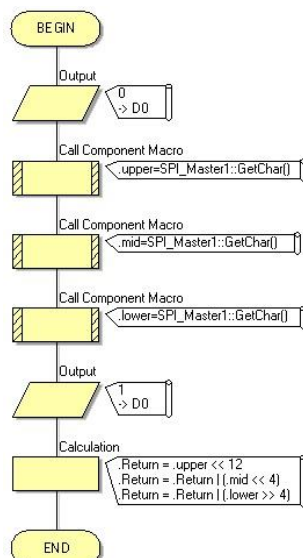 BEGIN
Output
0
-> D0
Call Component Macro
.upper=SPI_Master1::GetChar()
Call Component Macro
.mid=SPI_Master1::GetChar()
Call Component Macro
.lower=SPI_Master1::GetChar()
Output
1
-> D0
Calculation
.Return = .upper << 12
.Return = .Return | (.mid << 4)
.Return = .Return | (.lower >> 4)
END